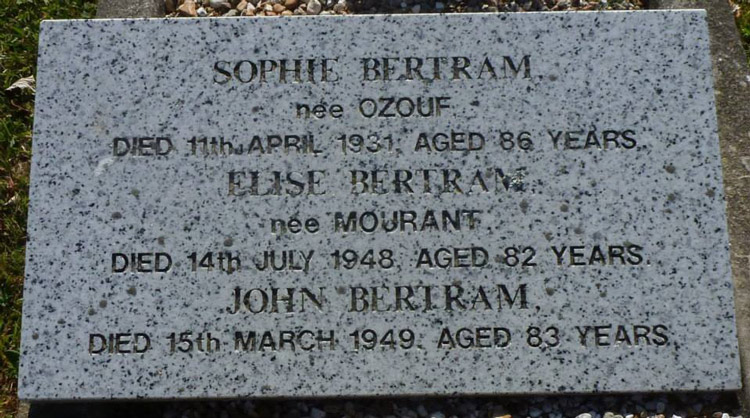 SOPHIE BERTRAM,
née OZOUF
DIED 11th APRIL 1931, AGED 86 YEARS.
ELISE BERTRAM
née MOURANT
DIED 14th JULY 1948, AGED 82 YEARS.
JOHN BERTRAM,
DIED 15th MARCH 1949, AGED 83 YEARS.